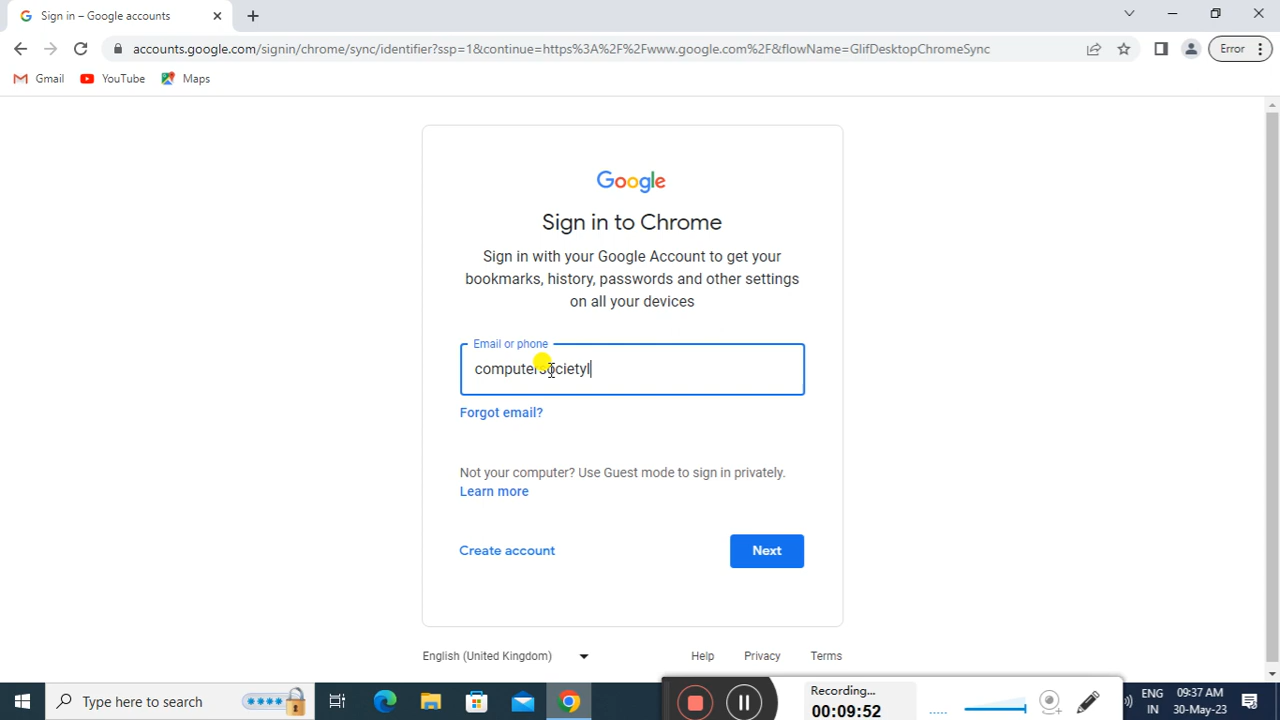 Sign in – Google accounts
accounts.google.com/signin/chrome/sync/identifier?ssp=1&continue=https%3A%2F%2Fwww.google.com%2F&flowName=GlifDesktopChromeSync
Error
Gmail YouTube Maps
Google
Sign in to Chrome
Sign in with your Google Account to get your
bookmarks, history, passwords and other settings
on all your devices
Email or phone
computersocietyl
Forgot email?
Not your computer? Use Guest mode to sign in privately.
Learn more
Create account Next
English (United Kingdom) Help Privacy Terms
Type here to search
Recording...
00:09:52
ENG 09:37 AM
IN 30-May-23